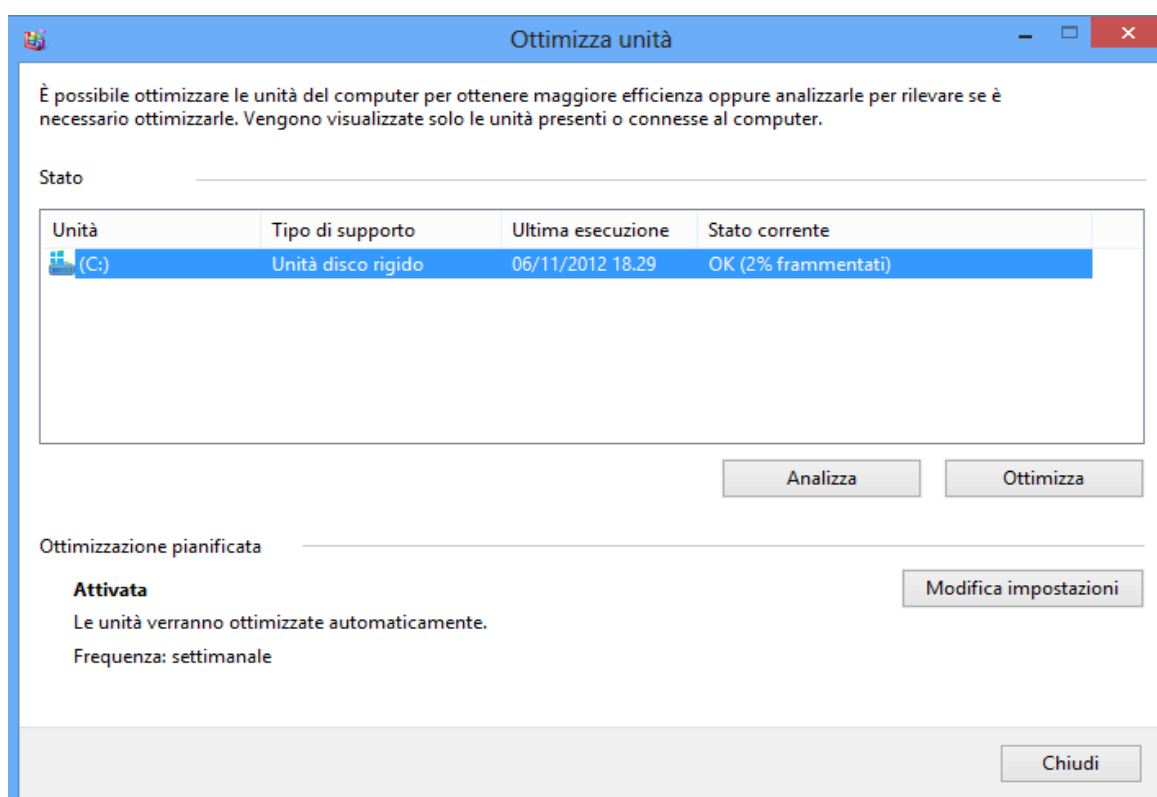 Ottimizza unità
È possibile ottimizzare le unità del computer per ottenere maggiore efficienza oppure analizzarle per rilevare se è
necessario ottimizzarle. Vengono visualizzate solo le unità presenti o connesse al computer.
Stato
Unità Tipo di supporto Ultima esecuzione Stato corrente
(C:) Unità disco rigido 06/11/2012 18.29 OK (2% frammentati)
Analizza Ottimizza
Ottimizzazione pianificata
Attivata Modifica impostazioni
Le unità verranno ottimizzate automaticamente.
Frequenza: settimanale
Chiudi